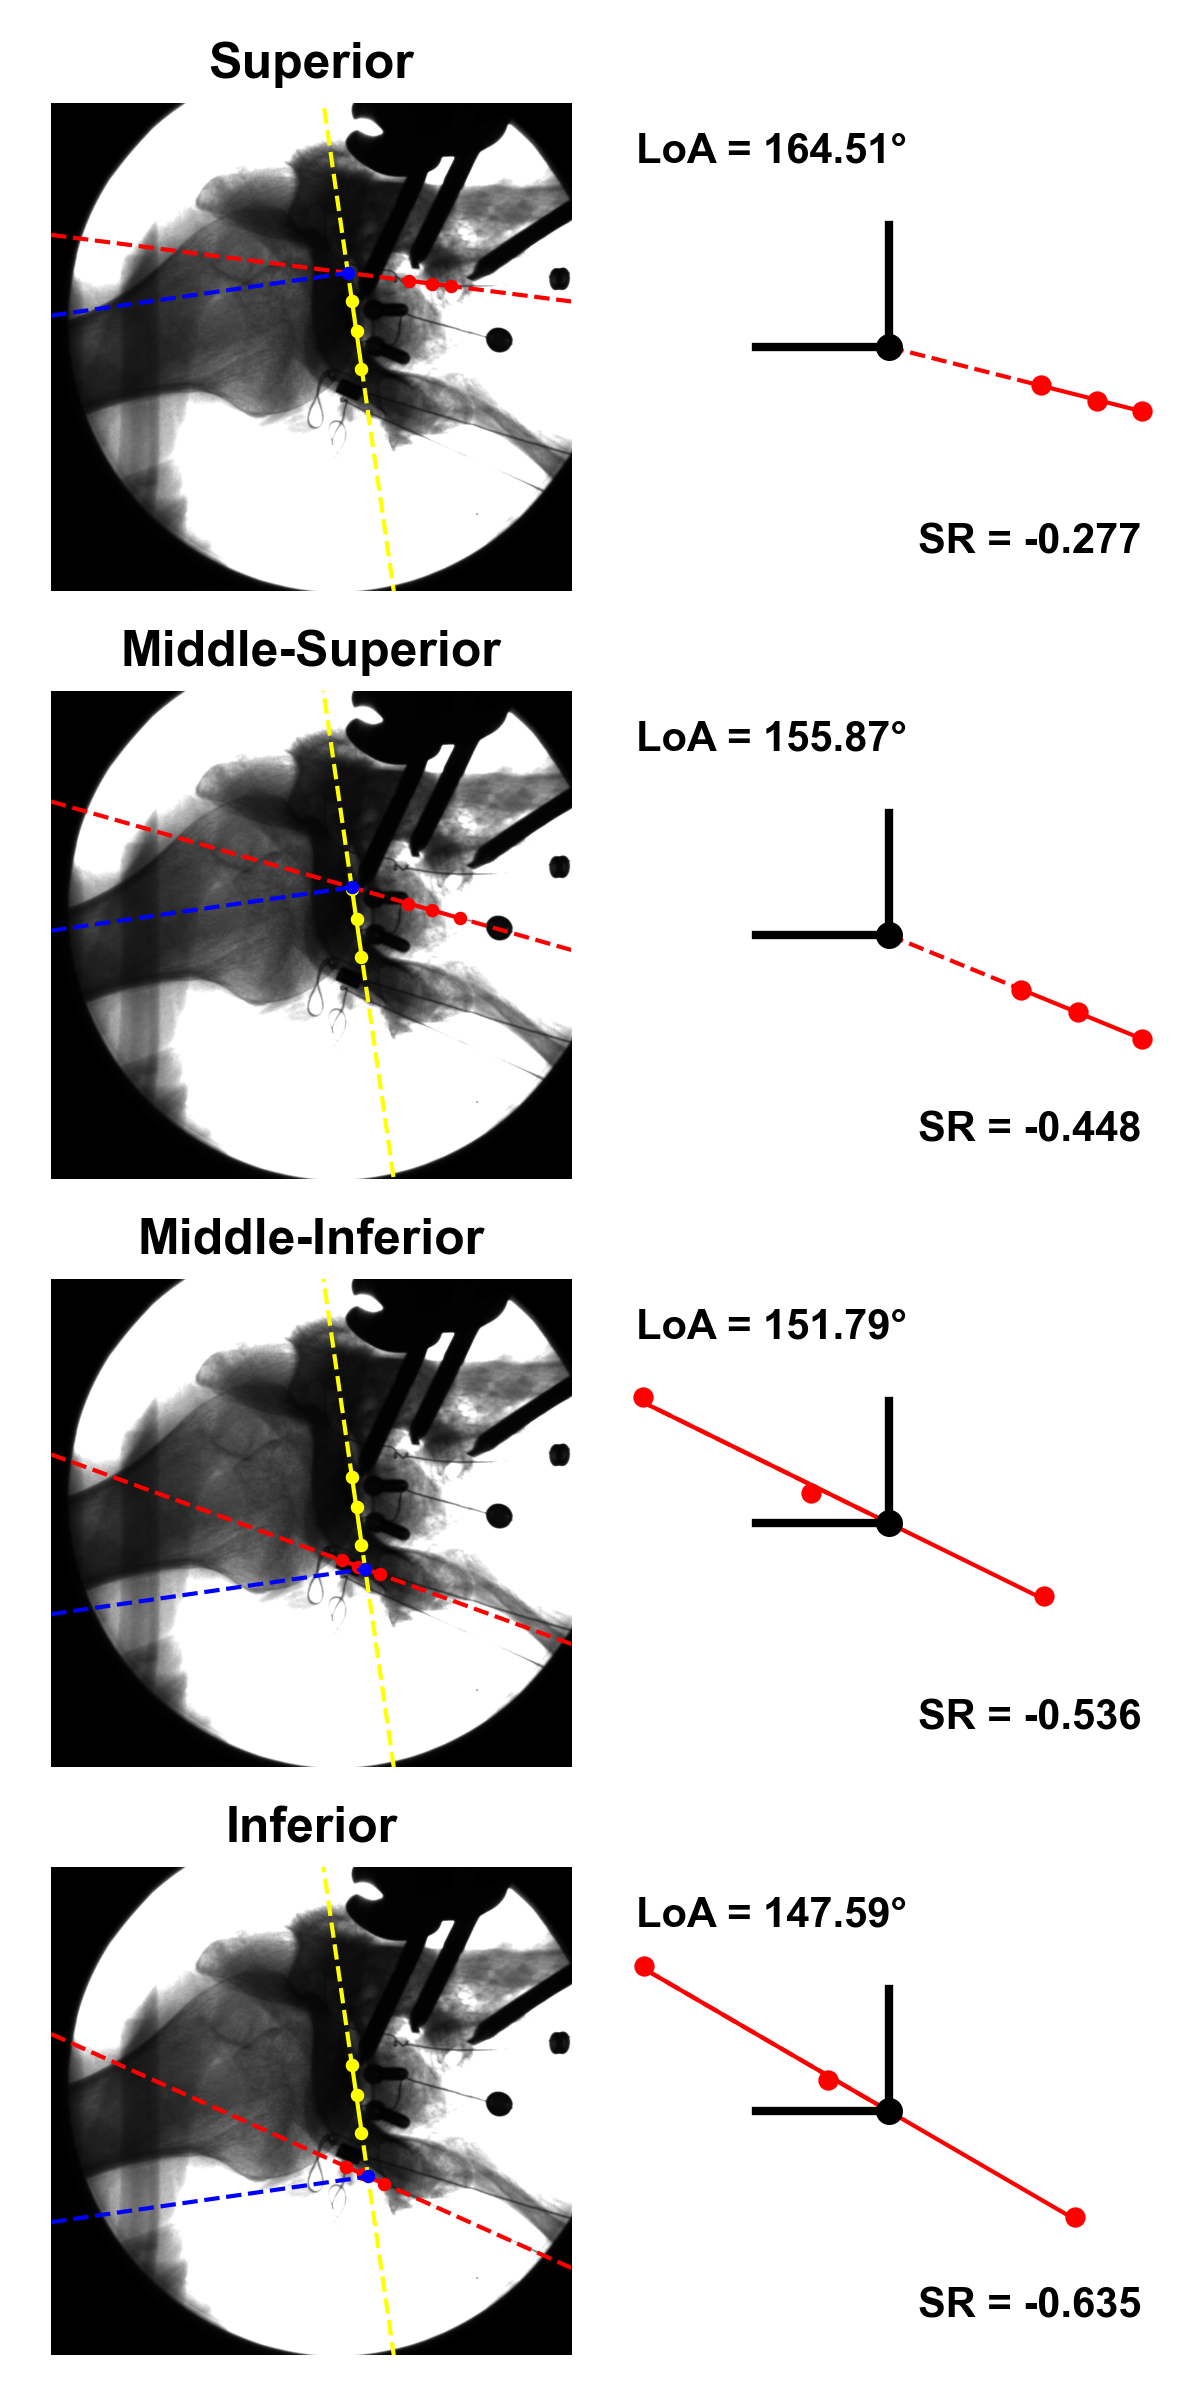 Superior
LoA = 164.51°
SR = -0.277
Middle-Superior
LoA = 155.87°
SR = -0.448
Middle-Inferior
LoA = 151.79°
SR = -0.536
Inferior
LoA = 147.59°
SR = -0.635